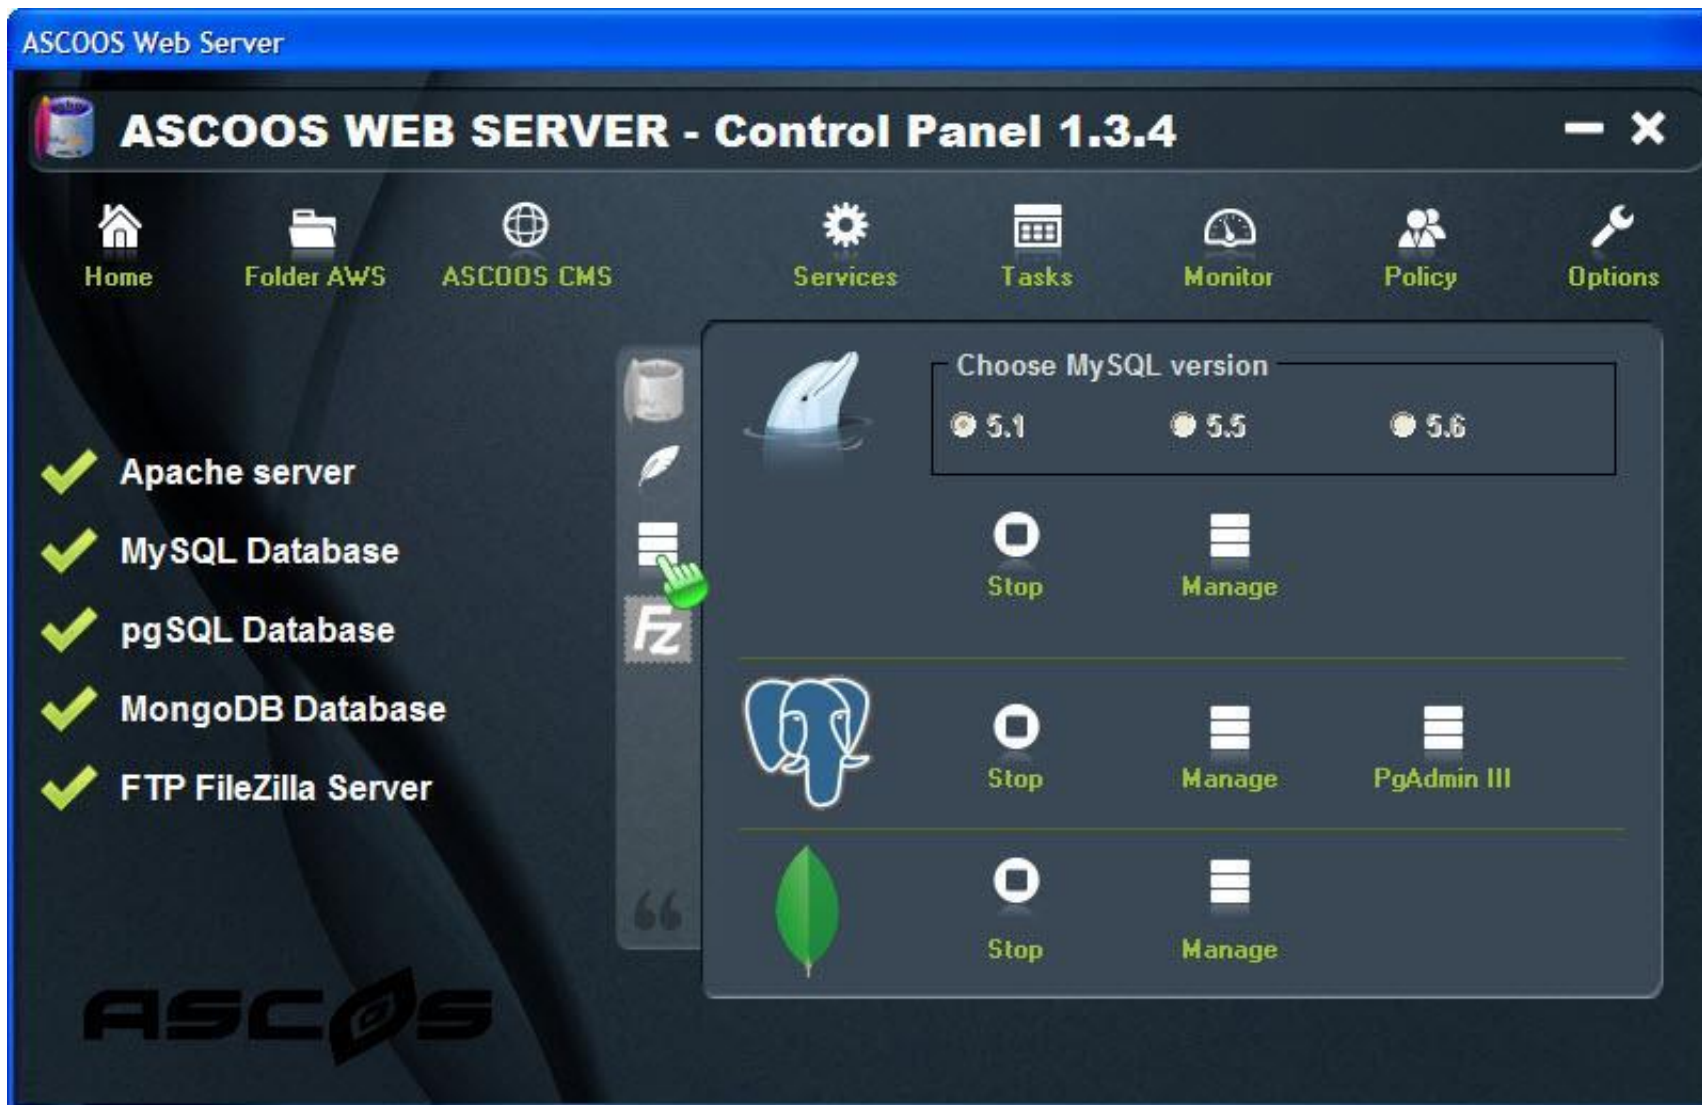 ASCOOS Web Server
ASCOOS WEB SERVER - Control Panel 1.3.4
Home Folder AWS ASCOOS CMS Services Tasks Monitor Policy Options
Choose MySQL version
5.1 5.5 5.6
Apache server
MySQL Database
pgSQL Database
MongoDB Database
FTP FileZilla Server
Fz
Stop Manage
Stop Manage PgAdmin III
Stop Manage
ASCOS